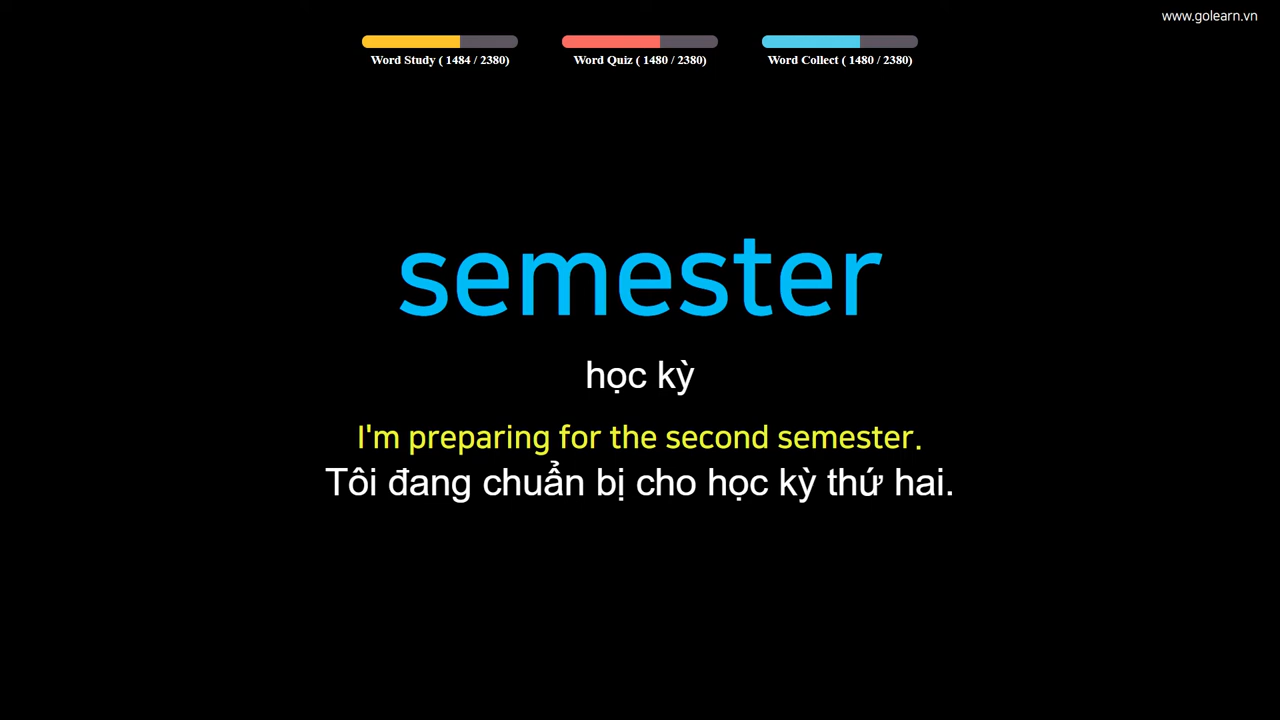 www.golearn.vn
Word Study ( 1484 / 2380) Word Quiz ( 1480 / 2380) Word Collect ( 1480 / 2380)
semester
học kỳ
I'm preparing for the second semester.
Tôi đang chuẩn bị cho học kỳ thứ hai.